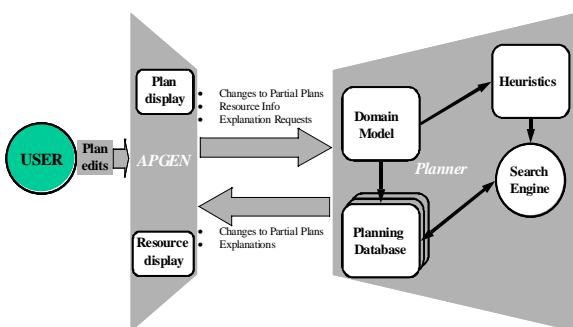 USER
Plan
edits
Plan
display
APGEN
Resource
display
• Changes to Partial Plans
• Resource Info
• Explanation Requests
• Changes to Partial Plans
• Explanations
Domain
Model
Heuristics
Planner
Search
Engine
Planning
Database